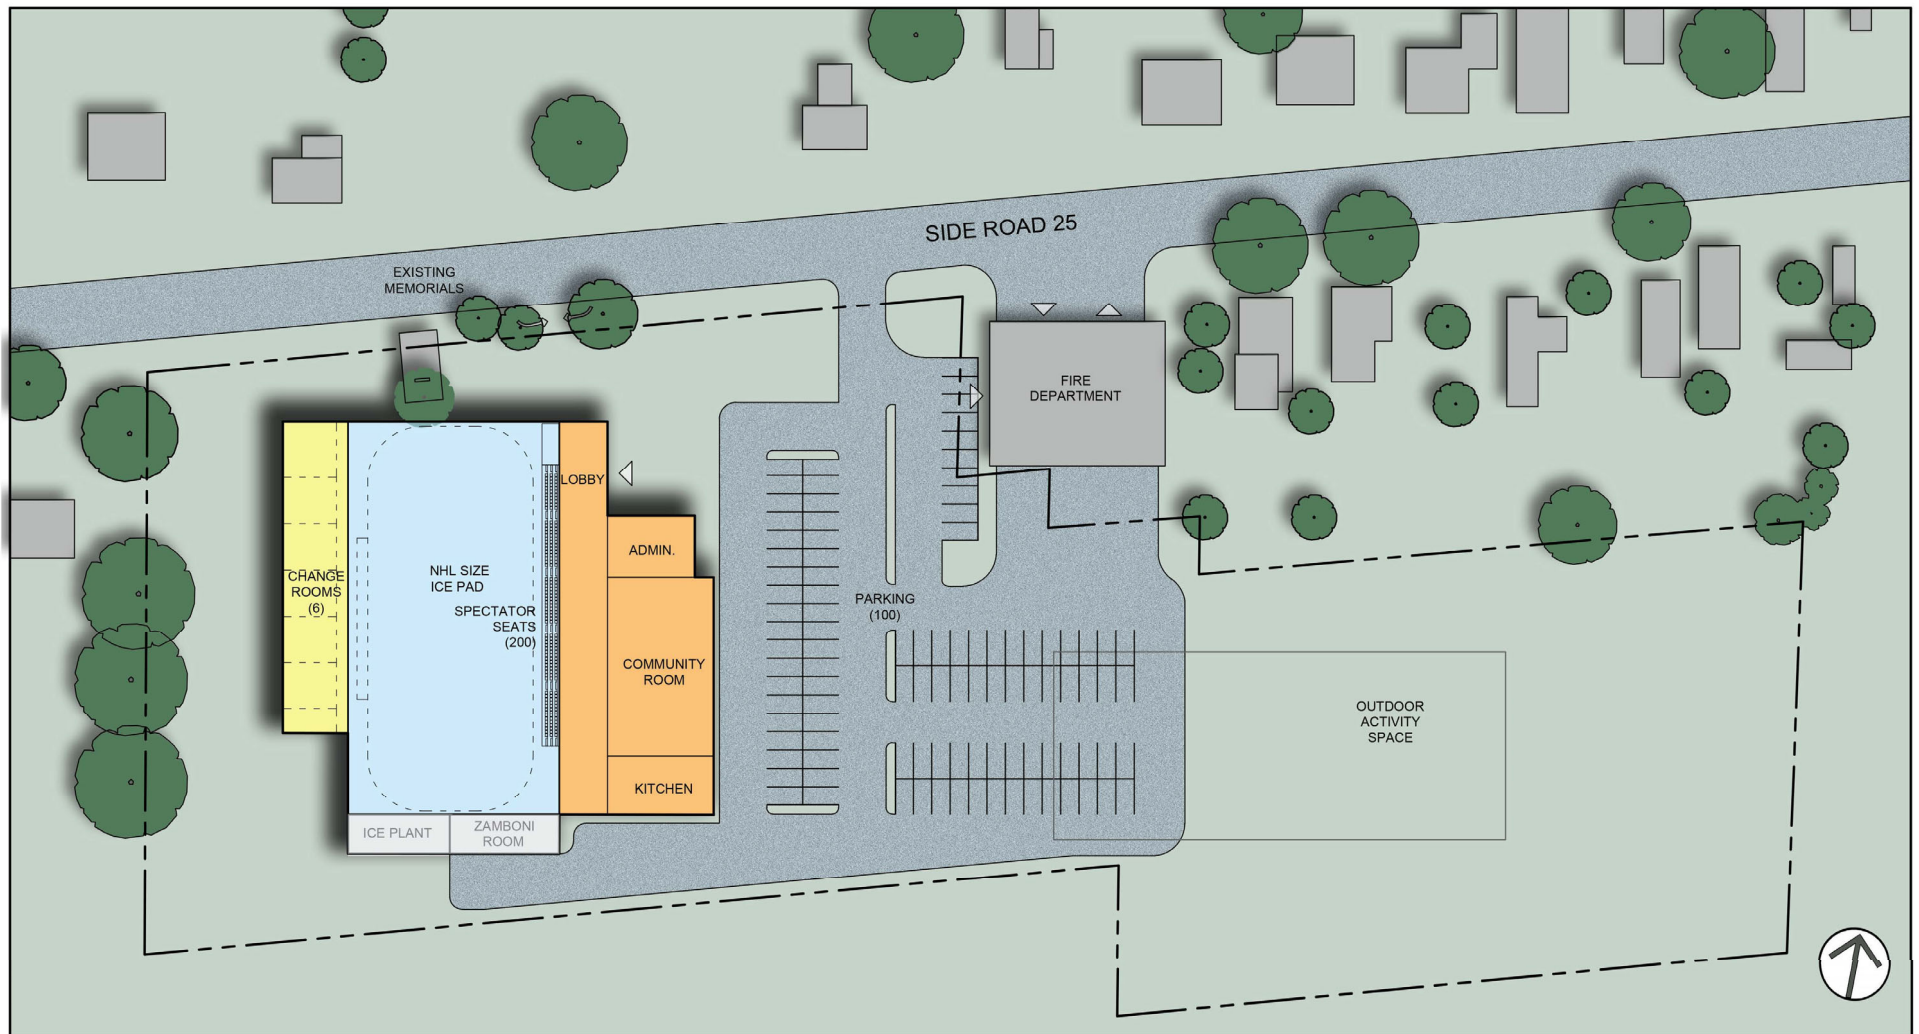 SIDE ROAD 25
EXISTING
MEMORIALS
FIRE
DEPARTMENT
LOBBY
ADMIN.
NHL SIZE
ICE PAD
CHANGE
ROOMS
(6)
SPECTATOR
SEATS
(200)
PARKING
(100)
COMMUNITY
ROOM
OUTDOOR
ACTIVITY
SPACE
KITCHEN
ICE PLANT
ZAMBONI
ROOM